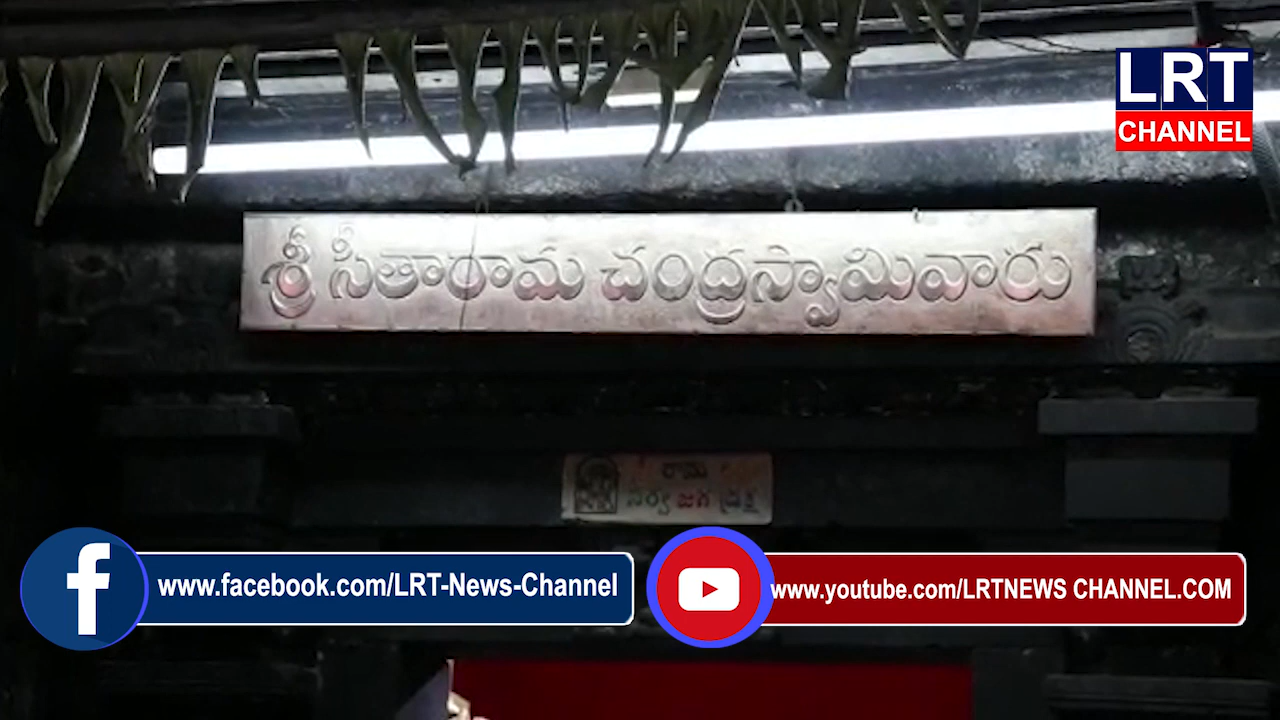 LRT
CHANNEL
శ్రీ సీతారామ చంద్రస్వామివారు
రామ
www.facebook.com/LRT-News-Channel
www.youtube.com/LRTNEWS CHANNEL.COM